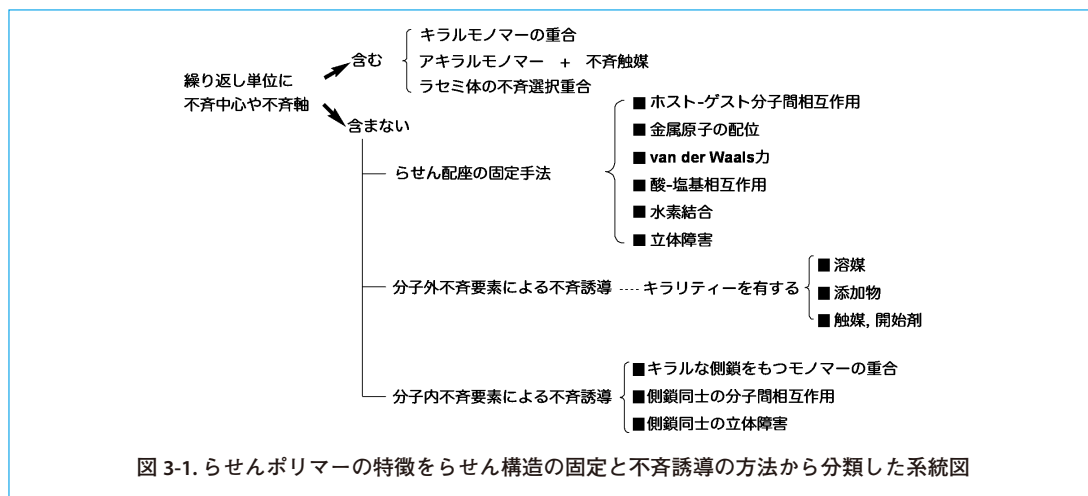 繰り返し単位に
不斉中心や不斉軸
含む
キラルモノマーの重合
アキラルモノマー + 不斉触媒
ラセミ体の不斉選択重合
含まない
らせん配座の固定手法
■ ホスト-ゲスト分子間相互作用
■ 金属原子の配位
■ van der Waals力
■ 酸-塩基相互作用
■ 水素結合
■ 立体障害
分子外不斉要素による不斉誘導 ---- キラリティーを有する
■ 溶媒
■ 添加物
■ 触媒, 開始剤
分子内不斉要素による不斉誘導
■キラルな側鎖をもつモノマーの重合
■側鎖同士の分子間相互作用
■側鎖同士の立体障害
図 3-1. らせんポリマーの特徴をらせん構造の固定と不斉誘導の方法から分類した系統図